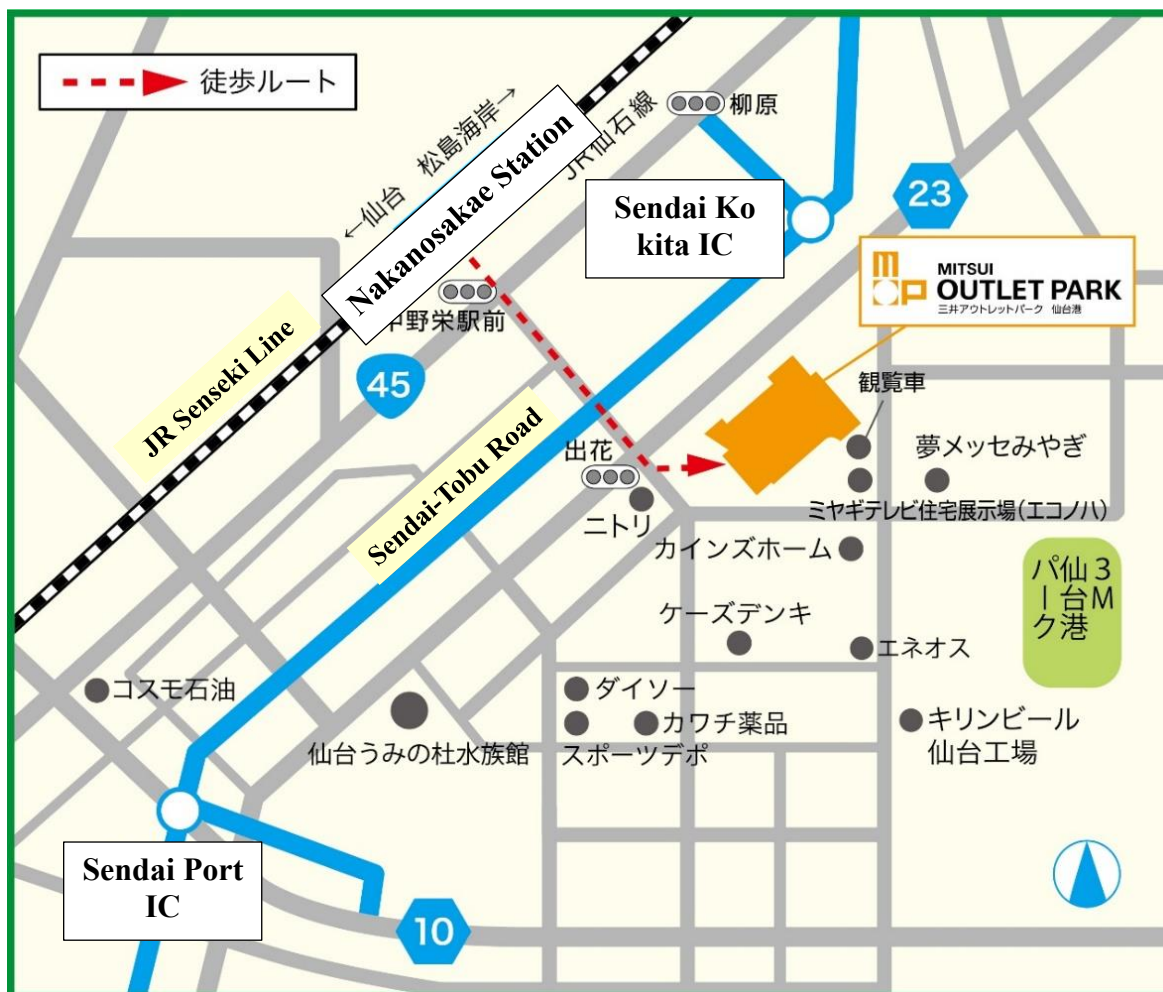 徒歩ルート
←仙台 松島海岸→
Nakanosakae Station
JR仙石線
柳原
Sendai Ko
kita IC
23
MITSUI
OUTLET PARK
三井アウトレットパーク 仙台港
中野栄駅前
JR Senseki Line
45
Sendai-Tobu Road
出花
ニトリ
観覧車
夢メッセみやぎ
ミヤギテレビ住宅展示場(エコノハ)
カインズホーム
3M
仙台港
パーク
ケーズデンキ
エネオス
コスモ石油
ダイソー
カワチ薬品
スポーツデポ
仙台うみの杜水族館
キリンビール
仙台工場
Sendai Port
IC
10